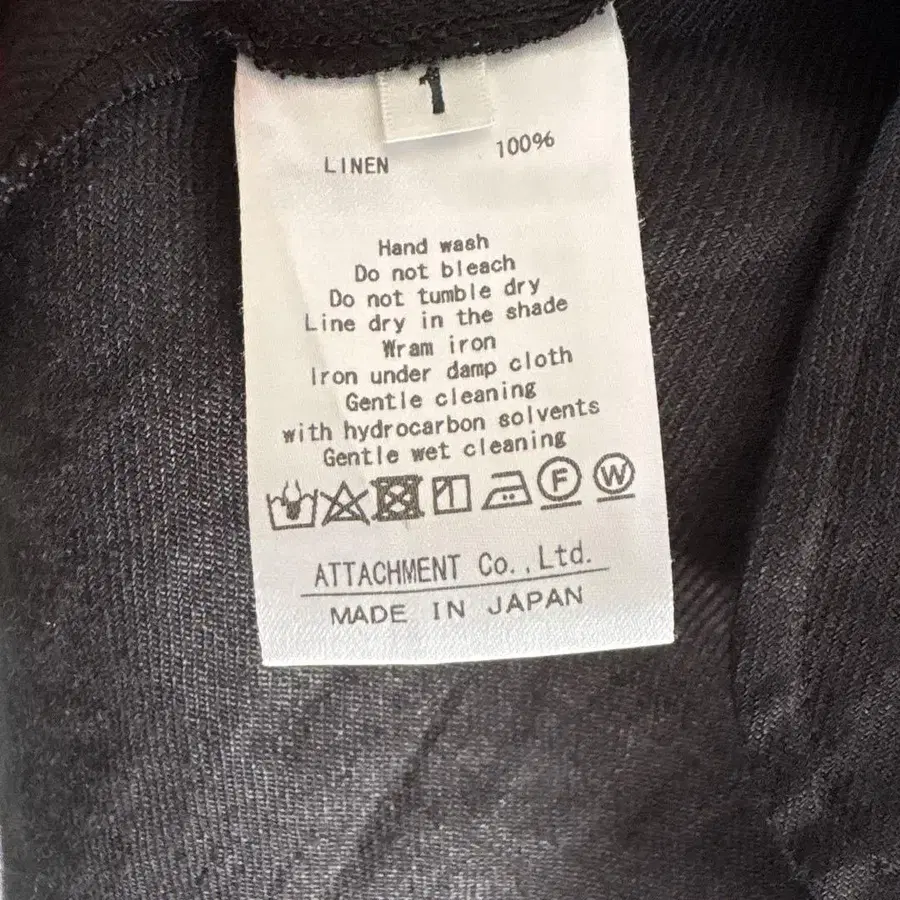 1
LINEN 100%
Hand wash
Do not bleach
Do not tumble dry
Line dry in the shade
Wram iron
Iron under damp cloth
Gentle cleaning
with hydrocarbon solvents
Gentle wet cleaning
F W
ATTACHMENT Co., Ltd.
MADE IN JAPAN